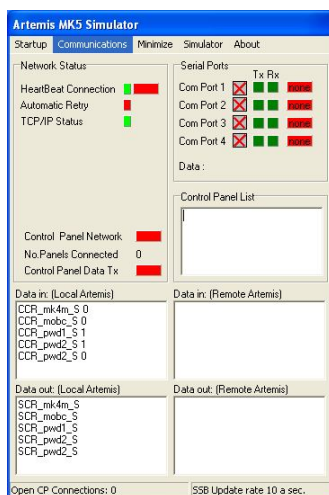 Artemis MK5 Simulator
Startup Communications Minimize Simulator About
Network Status
HeartBeat Connection
Automatic Retry
TCP/IP Status
Control Panel Network
No.Panels Connected 0
Control Panel Data Tx
Serial Ports
Tx Rx
Com Port 1 none
Com Port 2 none
Com Port 3 none
Com Port 4 none
Data :
Control Panel List
Data in: (Local Artemis)
CCR_mk4m_S 0
CCR_mobc_S 0
CCR_pwd1_S 1
CCR_pwd2_S 1
CCR_pwd2_S 0
Data in: (Remote Artemis)
Data out: (Local Artemis)
SCR_mk4m_S
SCR_mobc_S
SCR_pwd1_S
SCR_pwd2_S
SCR_pwd2_S
Data out: (Remote Artemis)
Open CP Connections: 0
SSB Update rate 10 a sec.